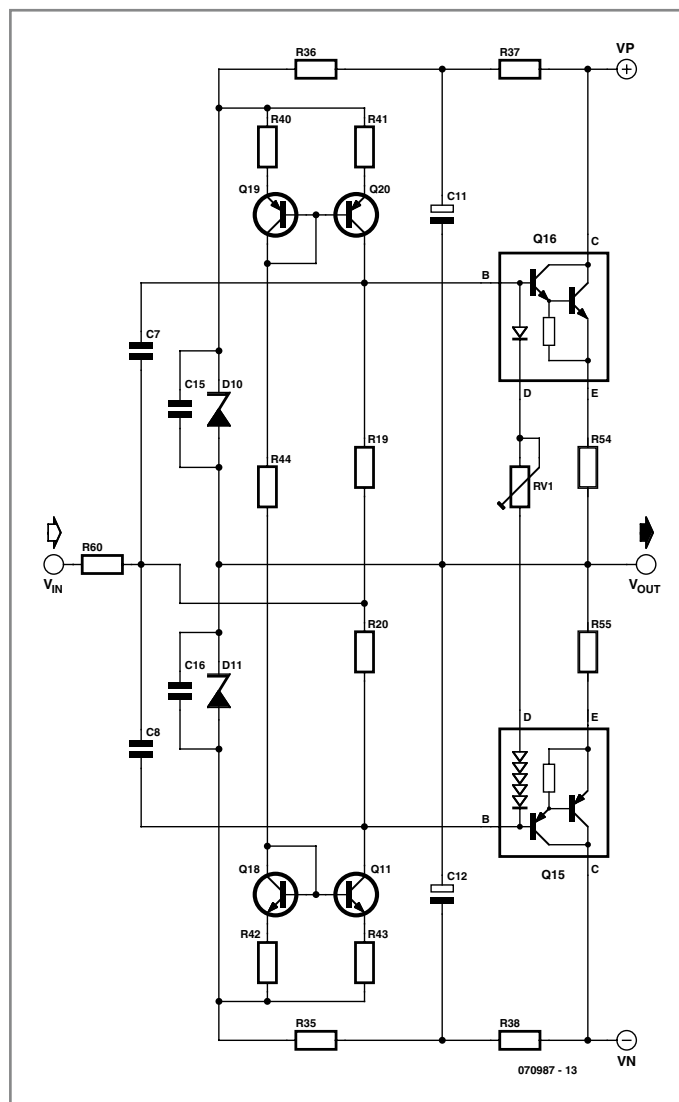 R36
R37
VP
R40
R41
Q19
Q20
C11
Q16
C
B
C7
C15
D10
D
E
R44
R19
R54
RV1
R60
VIN
VOUT
R20
R55
C16
D11
C8
D
E
B
Q18
Q11
C12
Q15
C
R42
R43
R35
R38
VN
070987 - 13